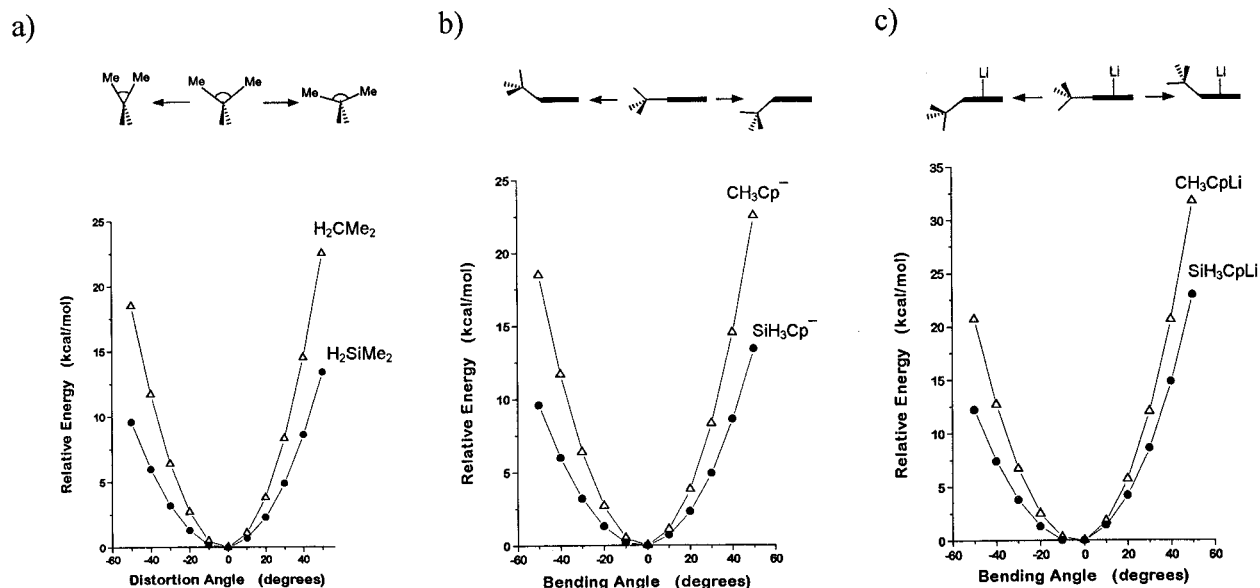 a)
Me Me
Me Me
Me Me
25
20
15
10
5
0
Relative Energy (kcal/mol)
H₂CMe₂
H₂SiMe₂
-60 -40 -20 0 20 40
Distortion Angle (degrees)
b)
25
20
15
10
5
0
Relative Energy (kcal/mol)
CH₃Cp⁻
SiH₃Cp⁻
-60 -40 -20 0 20 40 60
Bending Angle (degrees)
c)
Li
Li
Li
35
30
25
20
15
10
5
0
Relative Energy (kcal/mol)
CH₃CpLi
SiH₃CpLi
-60 -40 -20 0 20 40 60
Bending Angle (degrees)